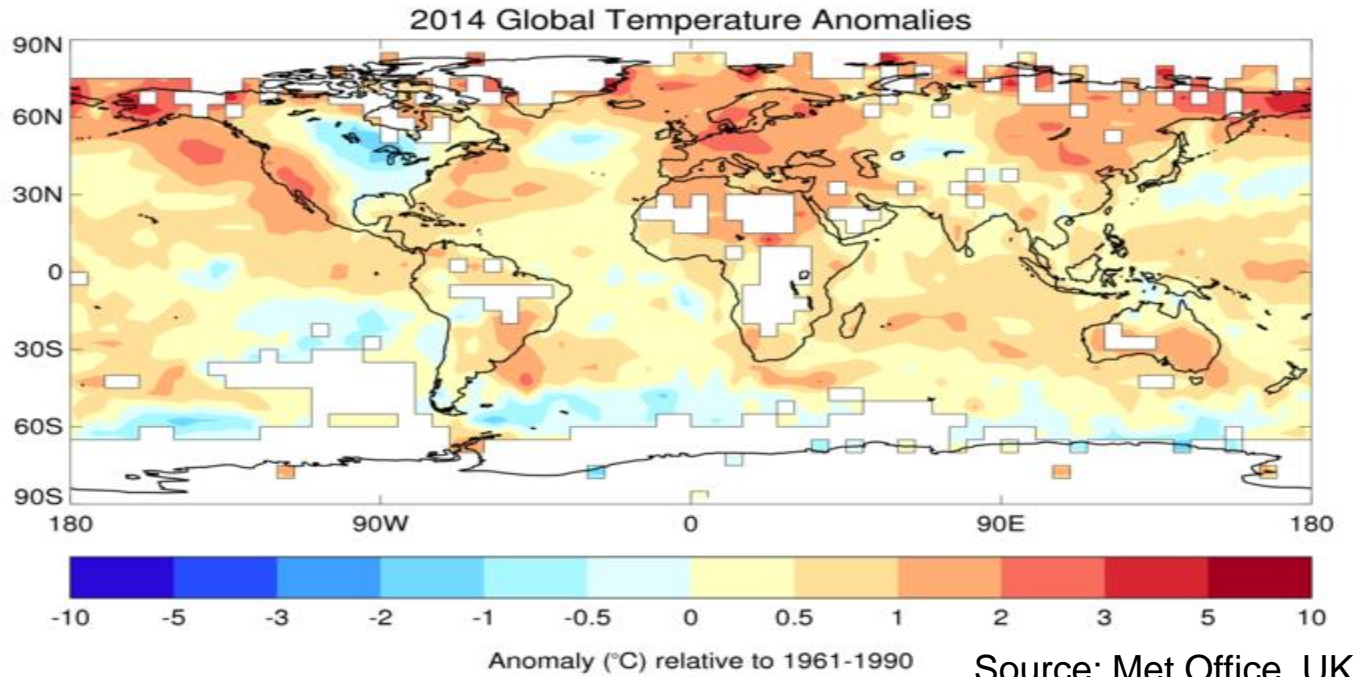 2014 Global Temperature Anomalies
90N
60N
30N
0
30S
60S
90S
180 90W 0 90E 180
-10 -5 -3 -2 -1 -0.5 0 0.5 1 2 3 5 10
Anomaly (°C) relative to 1961-1990
Source: Met Office, UK